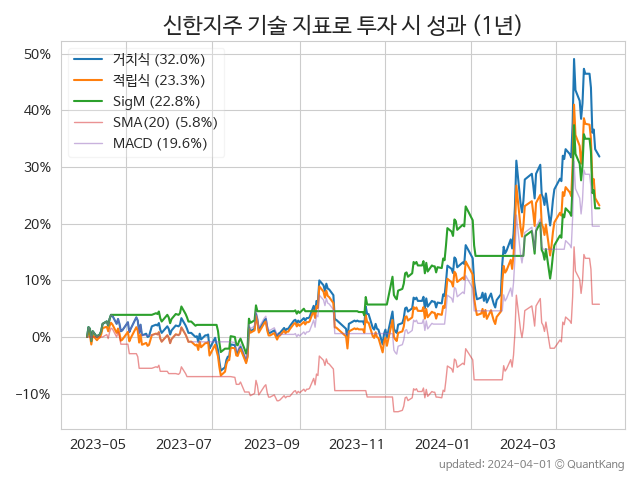 신한지주 기술 지표로 투자 시 성과 (1년)
거치식 (32.0%)
적립식 (23.3%)
SigM (22.8%)
SMA(20) (5.8%)
MACD (19.6%)
50%
40%
30%
20%
10%
0%
−10%
2023-05 2023-07 2023-09 2023-11 2024-01 2024-03
updated: 2024-04-01 © QuantKang